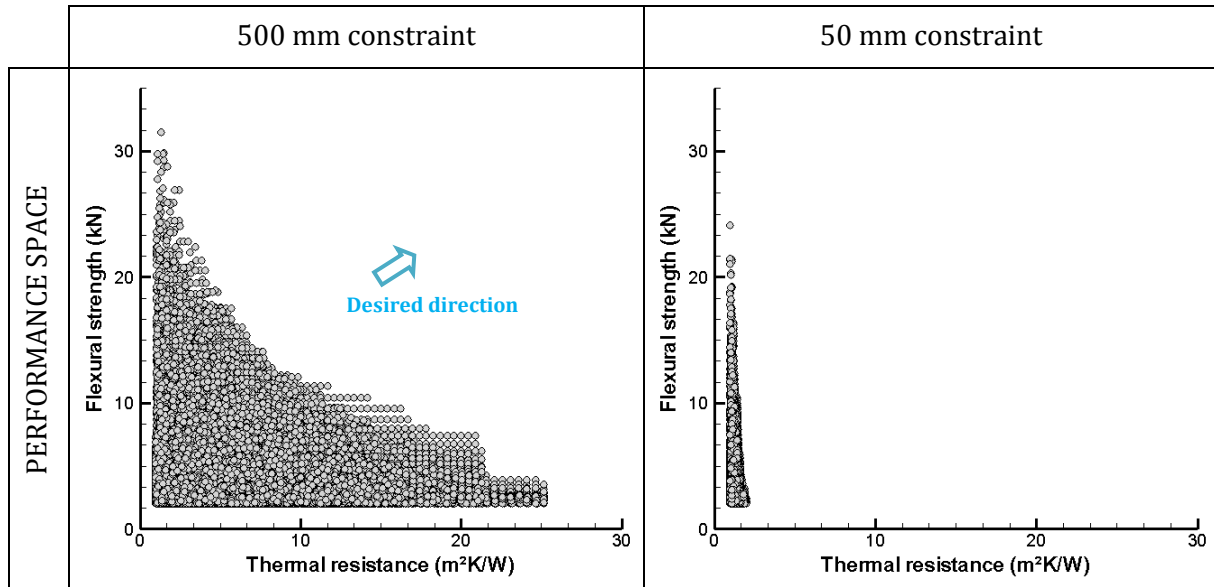 500 mm constraint
50 mm constraint
PERFORMANCE SPACE
Flexural strength (kN)
30
20
10
0
Desired direction
0
10
20
30
Thermal resistance (m²K/W)
Flexural strength (kN)
30
20
10
0
0
10
20
30
Thermal resistance (m²K/W)